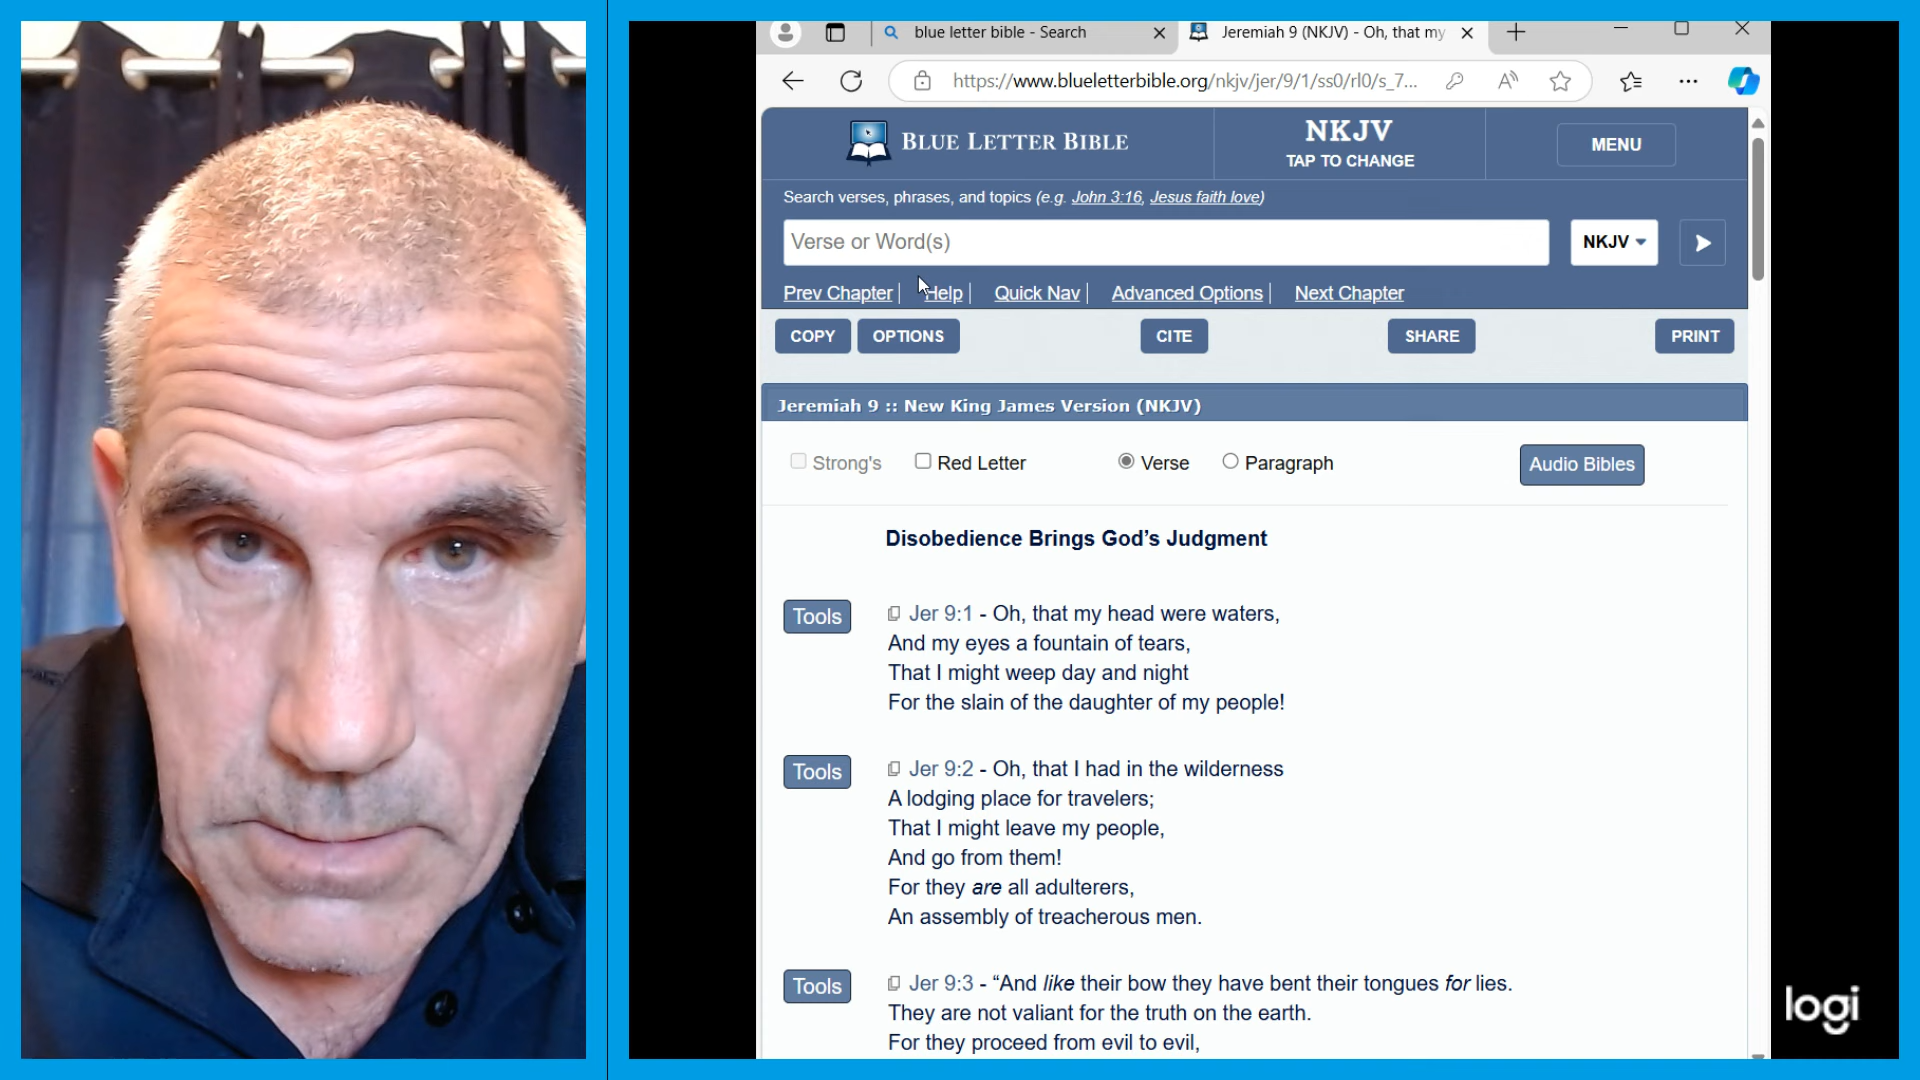 blue letter bible - Search
Jeremiah 9 (NKJV) - Oh, that my
https://www.blueletterbible.org/nkjv/jer/9/1/ss0/rl0/s_7...
BLUE LETTER BIBLE
NKJV
TAP TO CHANGE
MENU
Search verses, phrases, and topics (e.g. John 3:16, Jesus faith love)
Verse or Word(s)
NKJV
Prev Chapter | Help | Quick Nav | Advanced Options | Next Chapter
COPY OPTIONS CITE SHARE PRINT
Jeremiah 9 :: New King James Version (NKJV)
Strong's Red Letter Verse Paragraph Audio Bibles
Disobedience Brings God’s Judgment
Tools Jer 9:1 - Oh, that my head were waters,
And my eyes a fountain of tears,
That I might weep day and night
For the slain of the daughter of my people!
Tools Jer 9:2 - Oh, that I had in the wilderness
A lodging place for travelers;
That I might leave my people,
And go from them!
For they are all adulterers,
An assembly of treacherous men.
Tools Jer 9:3 - “And like their bow they have bent their tongues for lies.
They are not valiant for the truth on the earth.
For they proceed from evil to evil,
logi